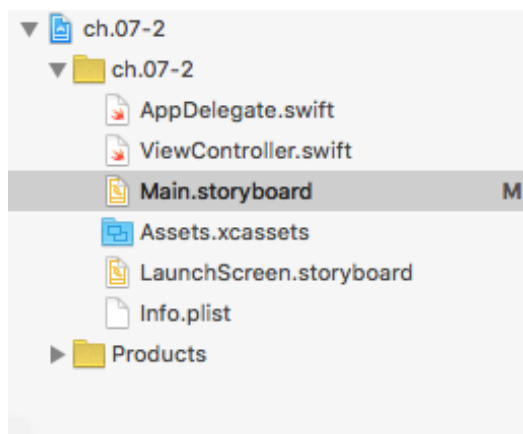 ch.07-2
ch.07-2
AppDelegate.swift
ViewController.swift
Main.storyboard M
Assets.xcassets
LaunchScreen.storyboard
Info.plist
Products